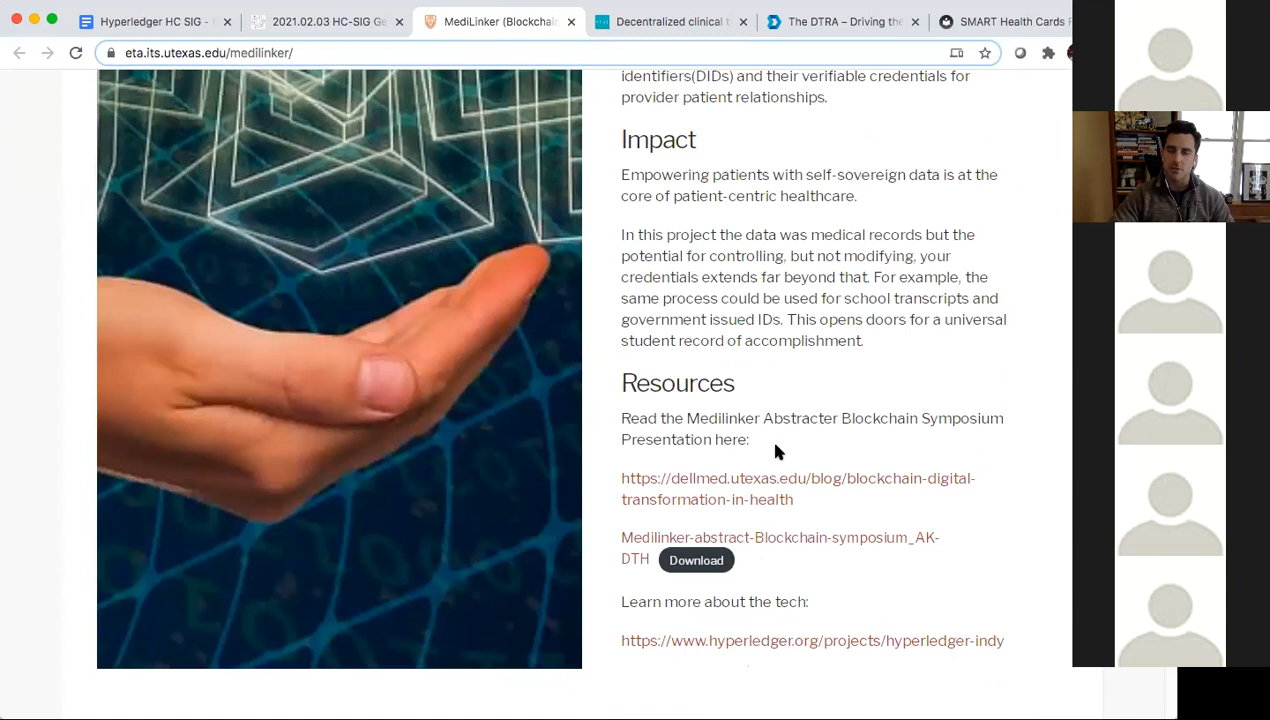 Hyperledger HC SIG -
2021.02.03 HC-SIG Ge
MediLinker (Blockchain
Decentralized clinical t
The DTRA – Driving the
SMART Health Cards F
eta.its.utexas.edu/medilinker/
identifiers(DIDs) and their verifiable credentials for
provider patient relationships.
Impact
Empowering patients with self-sovereign data is at the
core of patient-centric healthcare.
In this project the data was medical records but the
potential for controlling, but not modifying, your
credentials extends far beyond that. For example, the
same process could be used for school transcripts and
government issued IDs. This opens doors for a universal
student record of accomplishment.
Resources
Read the Medilinker Abstracter Blockchain Symposium
Presentation here:
https://dellmed.utexas.edu/blog/blockchain-digital-
transformation-in-health
Medilinker-abstract-Blockchain-symposium_AK-
DTH Download
Learn more about the tech:
https://www.hyperledger.org/projects/hyperledger-indy